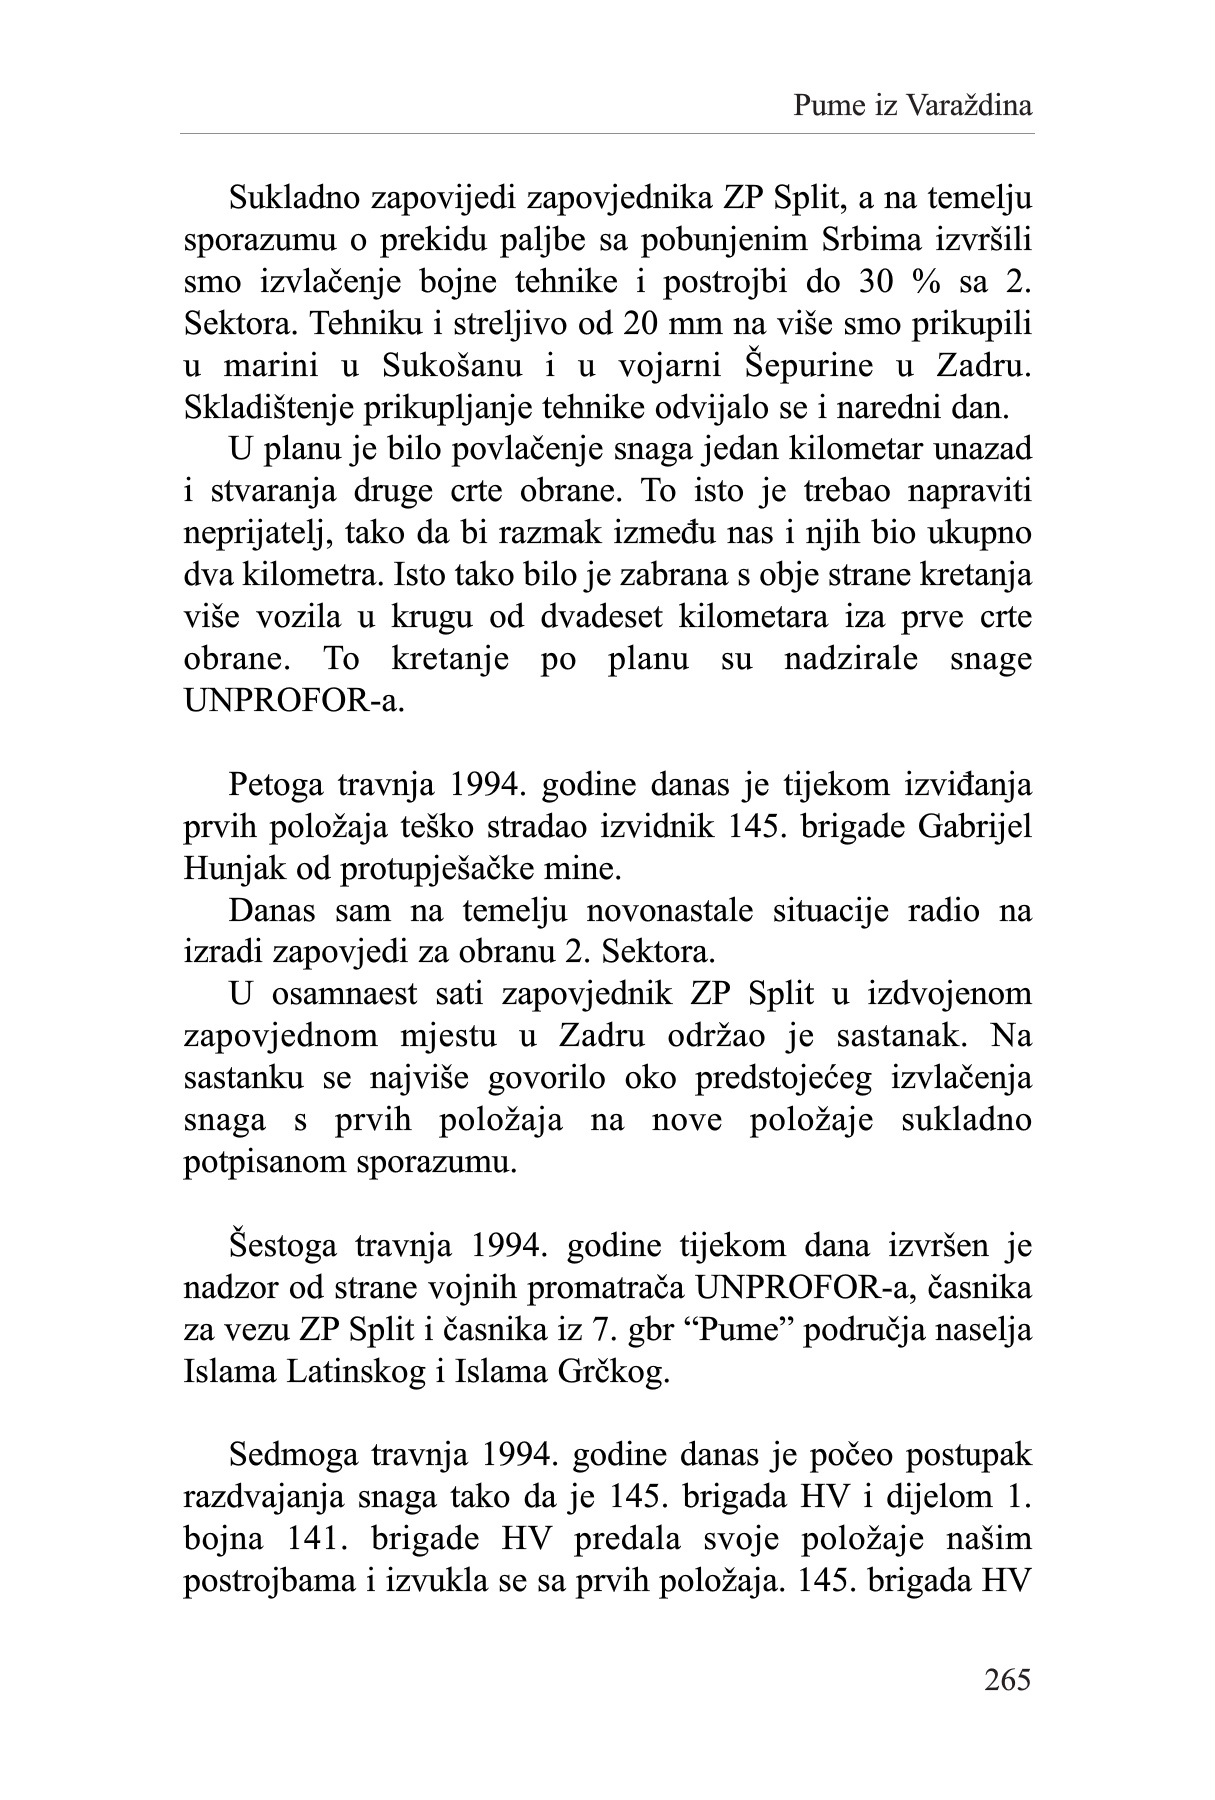 Pume iz Varaždina
Sukladno zapovijedi zapovjednika ZP Split, a na temelju
sporazumu o prekidu paljbe sa pobunjenim Srbima izvršili
smo izvlačenje bojne tehnike i postrojbi do 30 % sa 2.
Sektora. Tehniku i streljivo od 20 mm na više smo prikupili
u marini u Sukošanu i u vojarni Šepurine u Zadru.
Skladištenje prikupljanje tehnike odvijalo se i naredni dan.
U planu je bilo povlačenje snaga jedan kilometar unazad
i stvaranja druge crte obrane. To isto je trebao napraviti
neprijatelj, tako da bi razmak između nas i njih bio ukupno
dva kilometra. Isto tako bilo je zabrana s obje strane kretanja
više vozila u krugu od dvadeset kilometara iza prve crte
obrane. To kretanje po planu su nadzirale snage
UNPROFOR-a.
Petoga travnja 1994. godine danas je tijekom izviđanja
prvih položaja teško stradao izvidnik 145. brigade Gabrijel
Hunjak od protupješačke mine.
Danas sam na temelju novonastale situacije radio na
izradi zapovjedi za obranu 2. Sektora.
U osamnaest sati zapovjednik ZP Split u izdvojenom
zapovjednom mjestu u Zadru održao je sastanak. Na
sastanku se najviše govorilo oko predstojećeg izvlačenja
snaga s prvih položaja na nove položaje sukladno
potpisanom sporazumu.
Šestoga travnja 1994. godine tijekom dana izvršen je
nadzor od strane vojnih promatrača UNPROFOR-a, časnika
za vezu ZP Split i časnika iz 7. gbr “Pume” područja naselja
Islama Latinskog i Islama Grčkog.
Sedmoga travnja 1994. godine danas je počeo postupak
razdvajanja snaga tako da je 145. brigada HV i dijelom 1.
bojna 141. brigade HV predala svoje položaje našim
postrojbama i izvukla se sa prvih položaja. 145. brigada HV
265